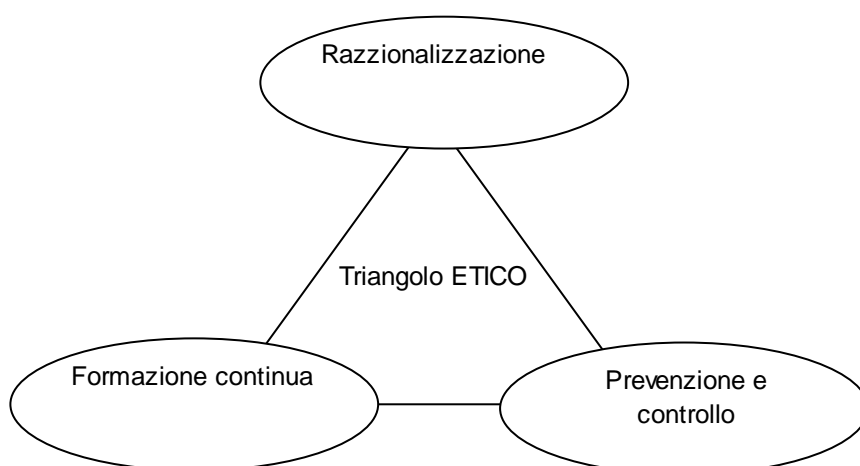 Razzionalizzazione
Triangolo ETICO
Formazione continua
Prevenzione e
controllo